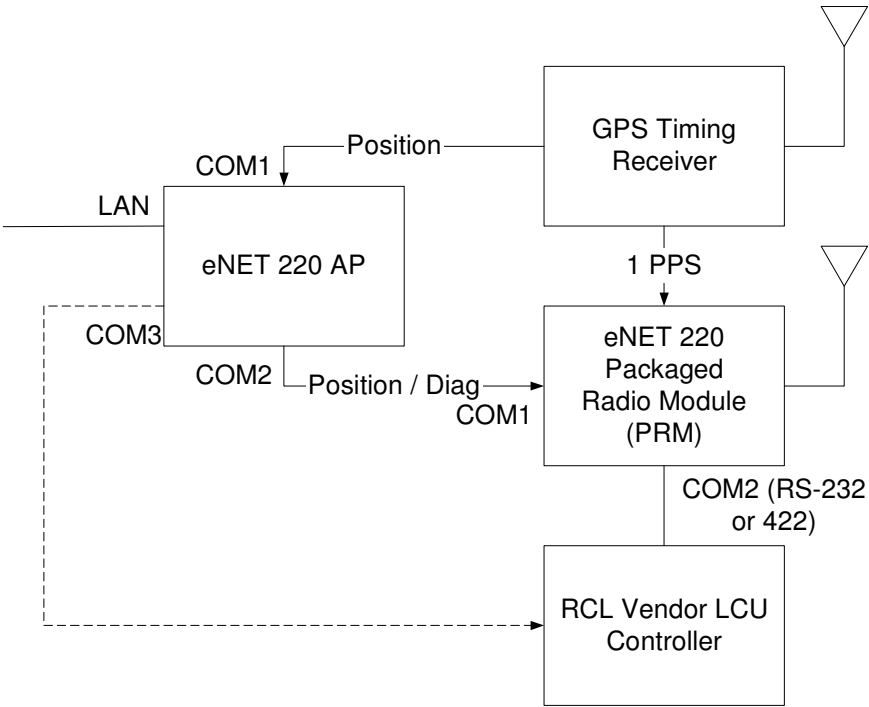 GPS Timing
Receiver
Position
COM1
LAN
eNET 220 AP
1 PPS
COM3
COM2
Position / Diag
COM1
eNET 220
Packaged
Radio Module
(PRM)
COM2 (RS-232
or 422)
RCL Vendor LCU
Controller